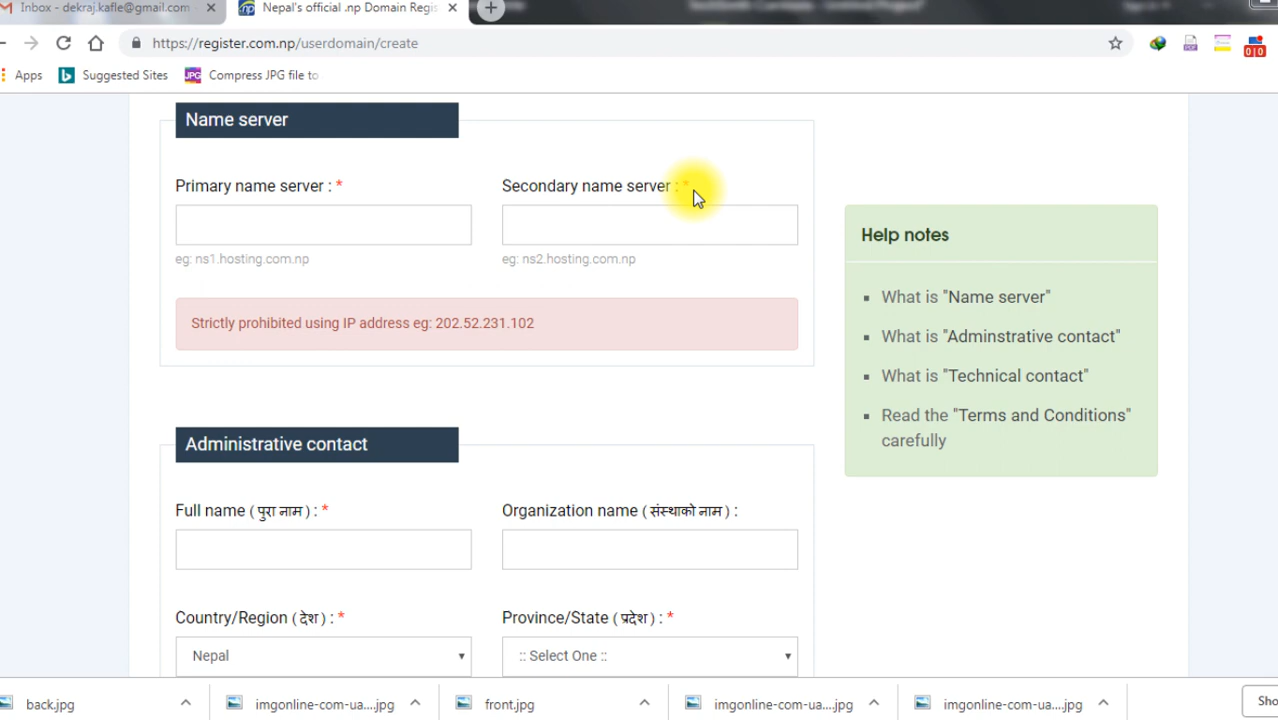 Inbox - dekraj.kafle@gmail.com
Nepal's official .np Domain Regis
https://register.com.np/userdomain/create
Apps
Suggested Sites
JPG
Compress JPG file to
Name server
Primary name server : *
Secondary name server : *
eg: ns1.hosting.com.np
eg: ns2.hosting.com.np
Strictly prohibited using IP address eg: 202.52.231.102
Help notes
What is "Name server"
What is "Adminstrative contact"
What is "Technical contact"
Read the "Terms and Conditions"
carefully
Administrative contact
Full name ( पुरा नाम ) : *
Organization name ( संस्थाको नाम ) :
Country/Region ( देश ) : *
Province/State ( प्रदेश ) : *
Nepal
:: Select One ::
back.jpg
imgonline-com-ua....jpg
front.jpg
imgonline-com-ua....jpg
imgonline-com-ua....jpg
Sho